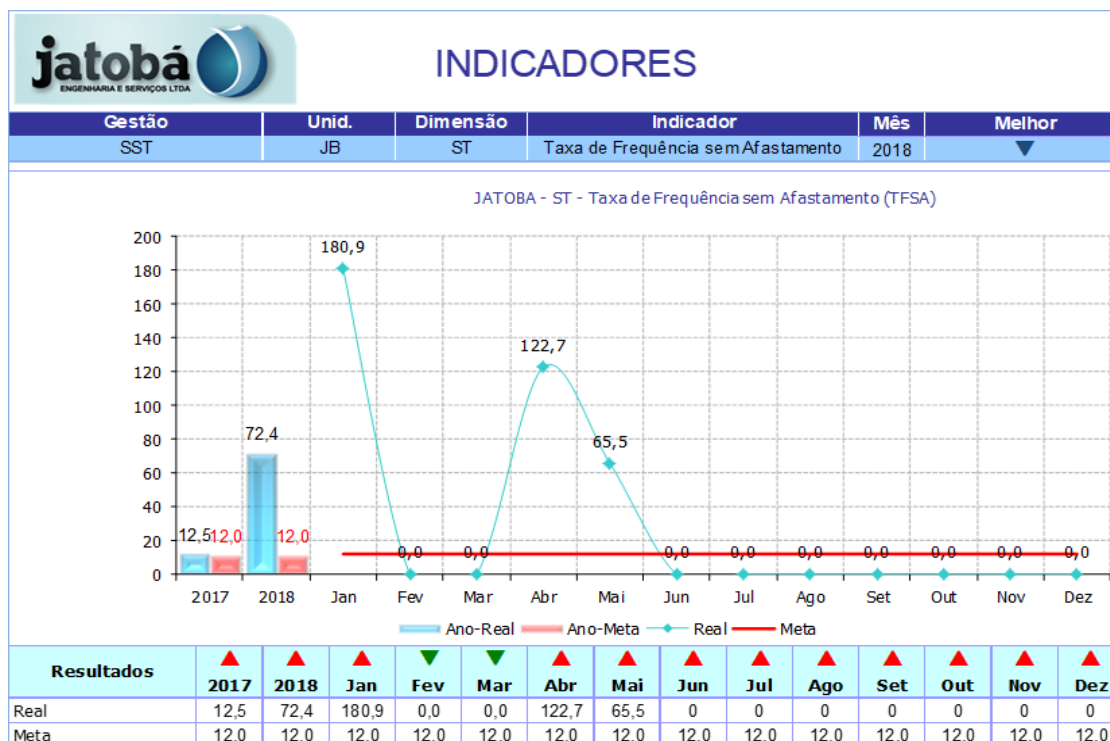 jatobá
ENGENHARIA E SERVIÇOS LTDA
INDICADORES
Gestão Unid. Dimensão Indicador Mês Melhor
SST JB ST Taxa de Frequência sem Afastamento 2018
JATOBA - ST - Taxa de Frequência sem Afastamento (TFSA)
200
180
160
140
120
100
80
60
40
20
0
180,9
122,7
65,5
72,4
12,5 12,0
12,0
0,0 0,0 0,0 0,0 0,0 0,0 0,0 0,0 0,0
2017 2018 Jan Fev Mar Abr Mai Jun Jul Ago Set Out Nov Dez
Ano-Real Ano-Meta Real Meta
Resultados 2017 2018 Jan Fev Mar Abr Mai Jun Jul Ago Set Out Nov Dez
Real 12,5 72,4 180,9 0,0 0,0 122,7 65,5 0 0 0 0 0 0 0
Meta 12,0 12,0 12,0 12,0 12,0 12,0 12,0 12,0 12,0 12,0 12,0 12,0 12,0 12,0